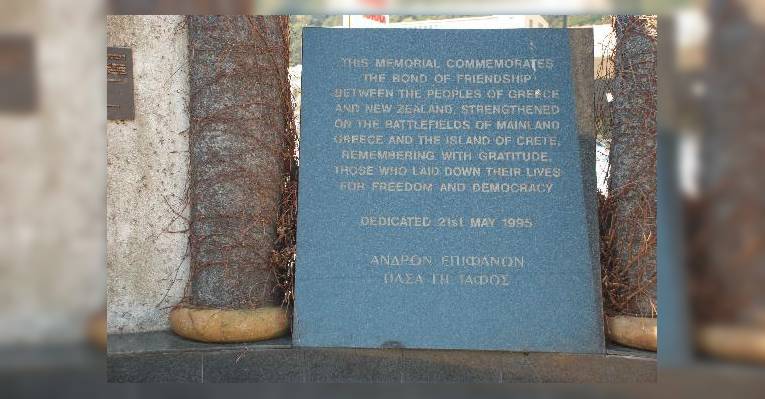 THIS MEMORIAL COMMEMORATES
THE BOND OF FRIENDSHIP
BETWEEN THE PEOPLES OF GREECE
AND NEW ZEALAND, STRENGTHENED
ON THE BATTLEFIELDS OF MAINLAND
GREECE AND THE ISLAND OF CRETE,
REMEMBERING WITH GRATITUDE,
THOSE WHO LAID DOWN THEIR LIVES
FOR FREEDOM AND DEMOCRACY
DEDICATED 21st MAY 1995
ΑΝΔΡΩΝ ΕΠΙΦΑΝΩΝ
ΠΑΣΑ ΓΗ ΤΑΦΟΣ